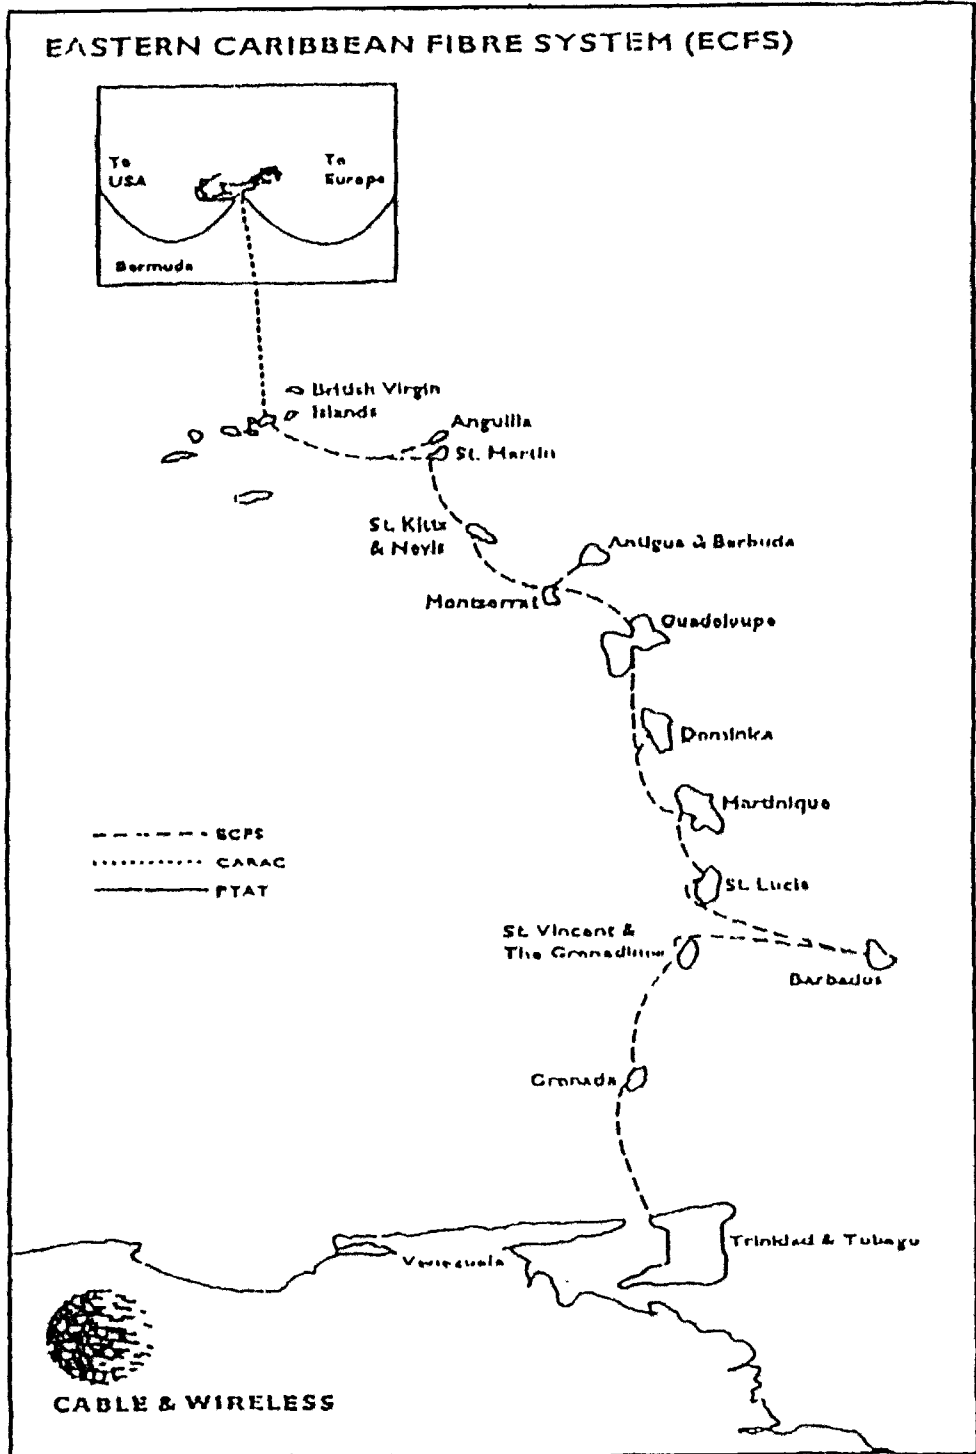 EASTERN CARIBBEAN FIBRE SYSTEM (ECFS)
To
USA
To
Europe
Bermuda
British Virgin
Islands
Anguilla
St. Martin
St. Kitts
& Nevis
Antigua & Barbuda
Montserrat
Guadeloupe
Dominica
Martinique
ECFS
CARAC
PTAT
St. Lucia
St. Vincent &
The Grenadines
Barbados
Grenada
Trinidad & Tobago
Venezuela
CABLE & WIRELESS